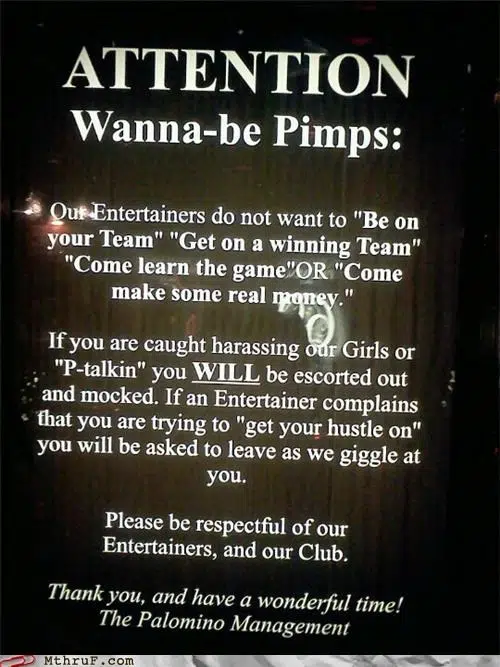 ATTENTION
Wanna-be Pimps:
Our Entertainers do not want to "Be on
your Team" "Get on a winning Team"
"Come learn the game"OR "Come
make some real money."
If you are caught harassing our Girls or
"P-talkin" you WILL be escorted out
and mocked. If an Entertainer complains
that you are trying to "get your hustle on"
you will be asked to leave as we giggle at
you.
Please be respectful of our
Entertainers, and our Club.
Thank you, and have a wonderful time!
The Palomino Management
MThruF.com